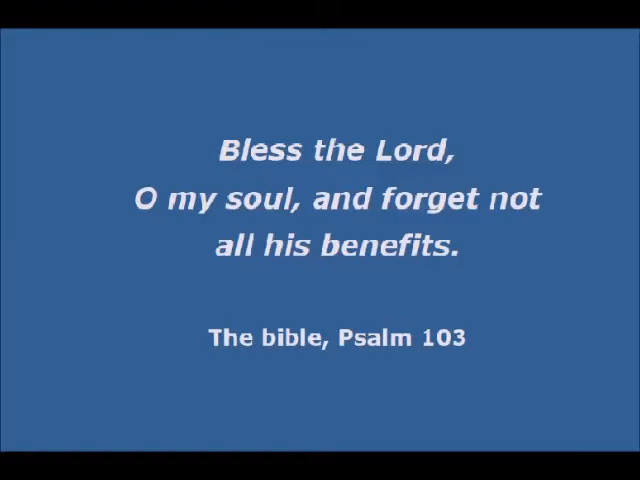 Bless the Lord,
O my soul, and forget not
all his benefits.
The bible, Psalm 103